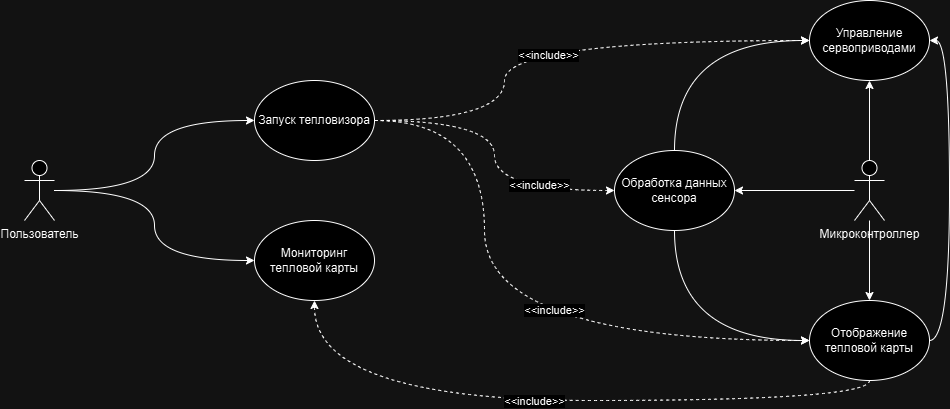 Управление
сервоприводами
<<include>>
Запуск тепловизора
<<include>>
Обработка данных
сенсора
Пользователь
Микроконтроллер
Мониторинг
тепловой карты
<<include>>
Отображение
тепловой карты
<<include>>